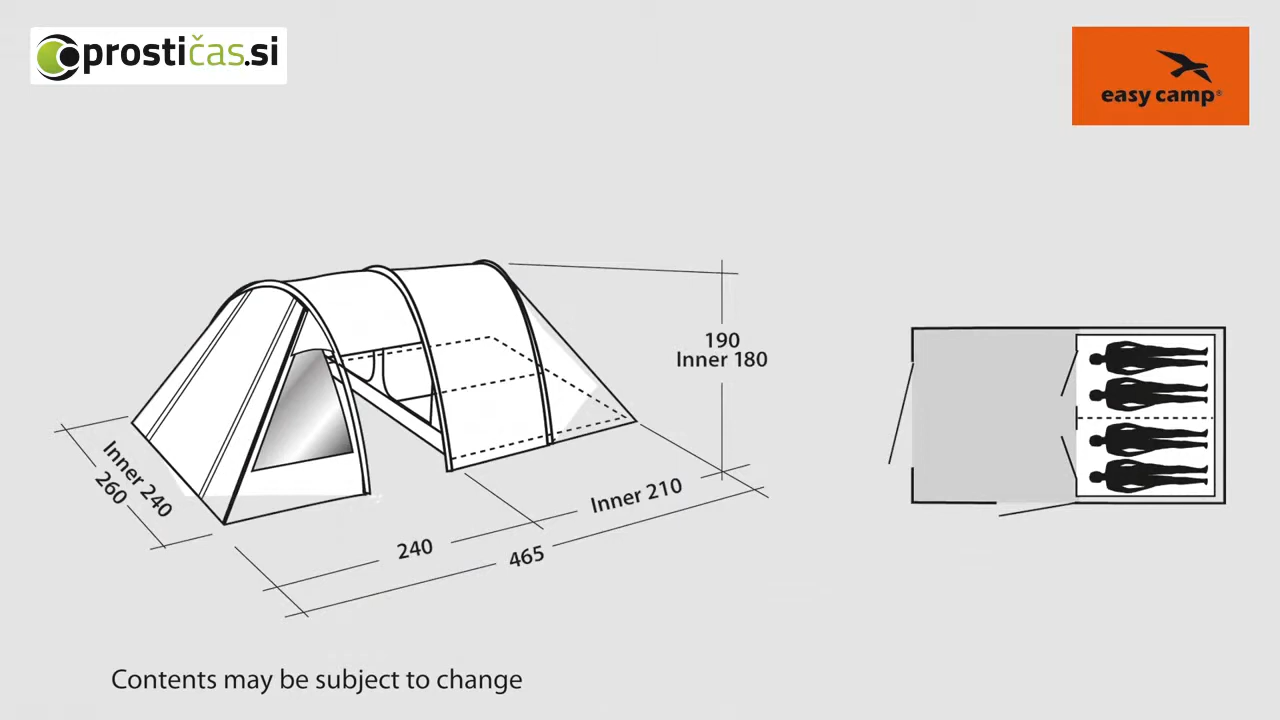 prostičas.si
easy camp®
190
Inner 180
Inner 240
260
Inner 210
240
465
Contents may be subject to change